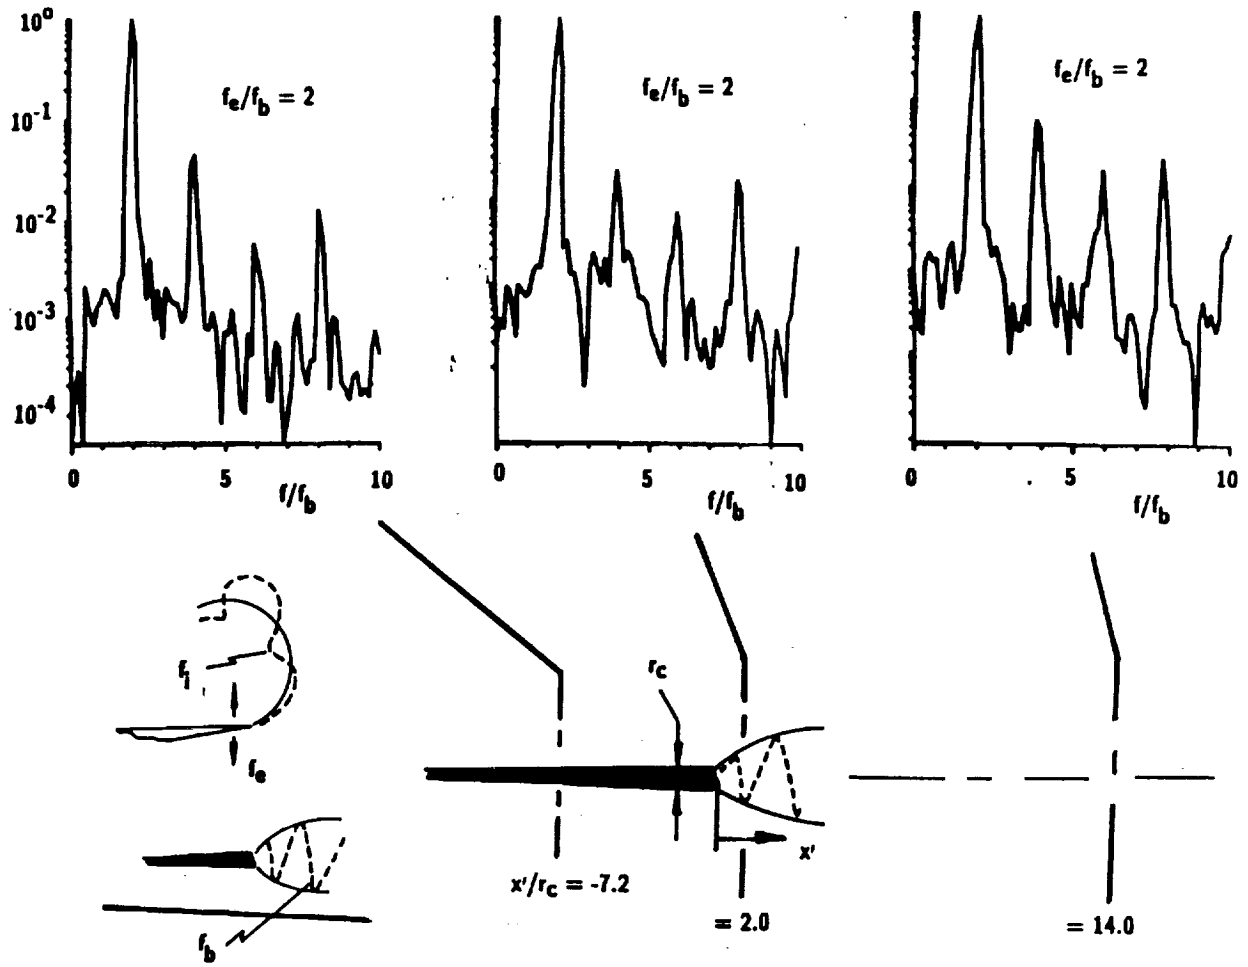 10⁰
10⁻¹
10⁻²
10⁻³
10⁻⁴
fe/fb = 2
0
5
10
f/fb
fe/fb = 2
0
5
10
f/fb
fe/fb = 2
0
5
10
f/fb
fi
fe
fb
rc
x'
x'/rc = -7.2
= 2.0
= 14.0